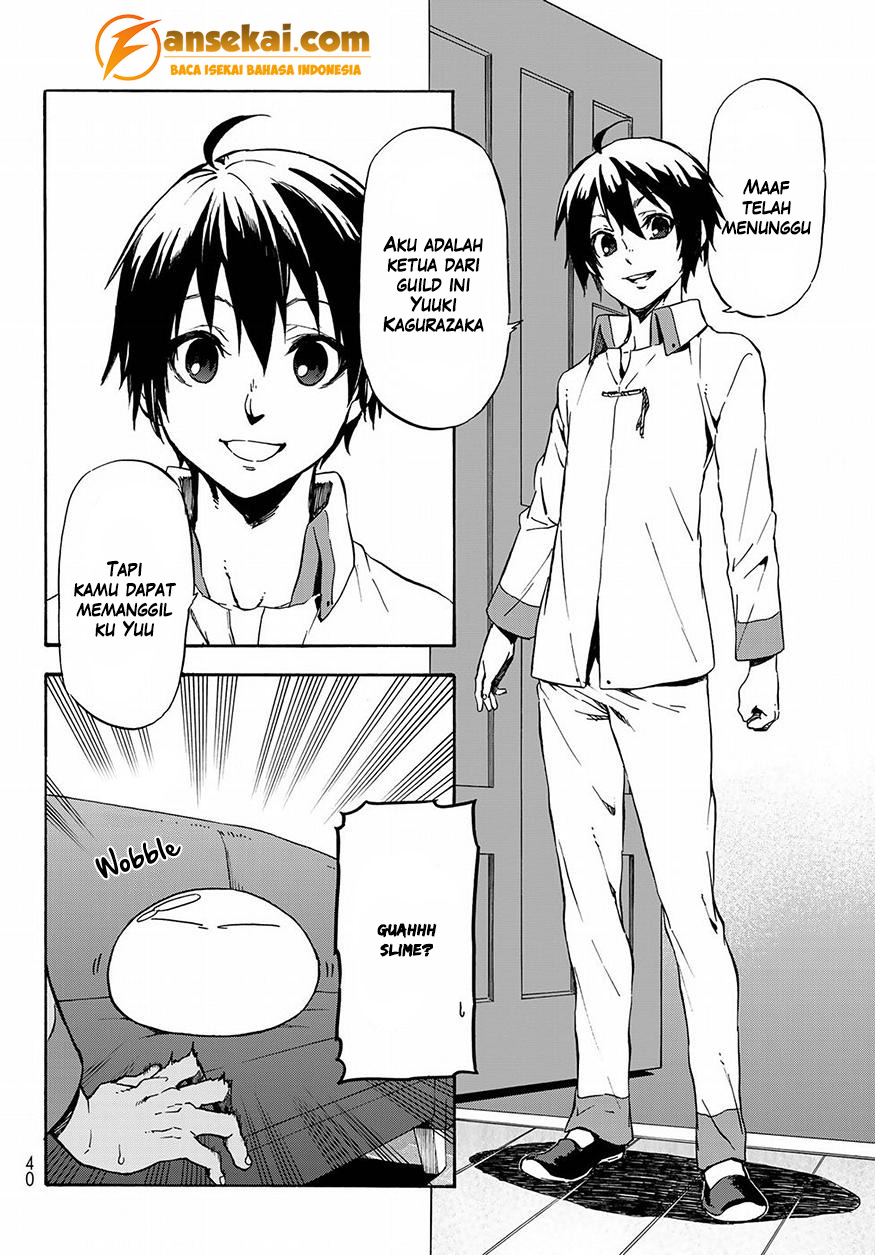 ansekai.com
BACA ISEKAI BAHASA INDONESIA
MAAF
TELAH
MENUNGGU
AKU ADALAH
KETUA DARI
GUILD INI
YUUKI
KAGURAZAKA
TAPI
KAMU DAPAT
MEMANGGIL
KU YUU
Wobble
GUAHHH
SLIME?
40